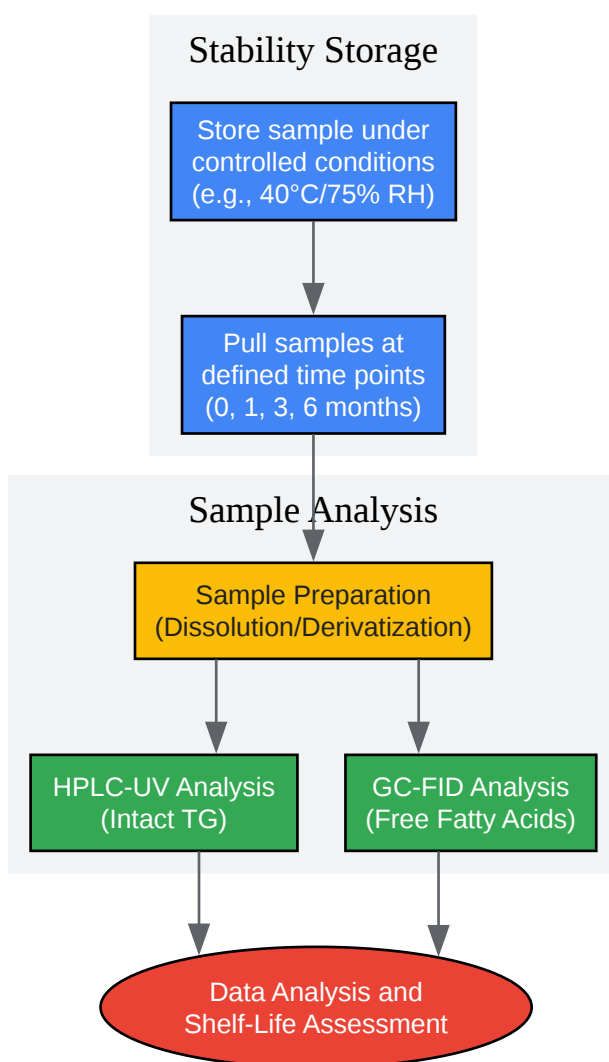 Stability Storage
Store sample under
controlled conditions
(e.g., 40°C/75% RH)
Pull samples at
defined time points
(0, 1, 3, 6 months)
Sample Analysis
Sample Preparation
(Dissolution/Derivatization)
HPLC-UV Analysis
(Intact TG)
GC-FID Analysis
(Free Fatty Acids)
Data Analysis and
Shelf-Life Assessment